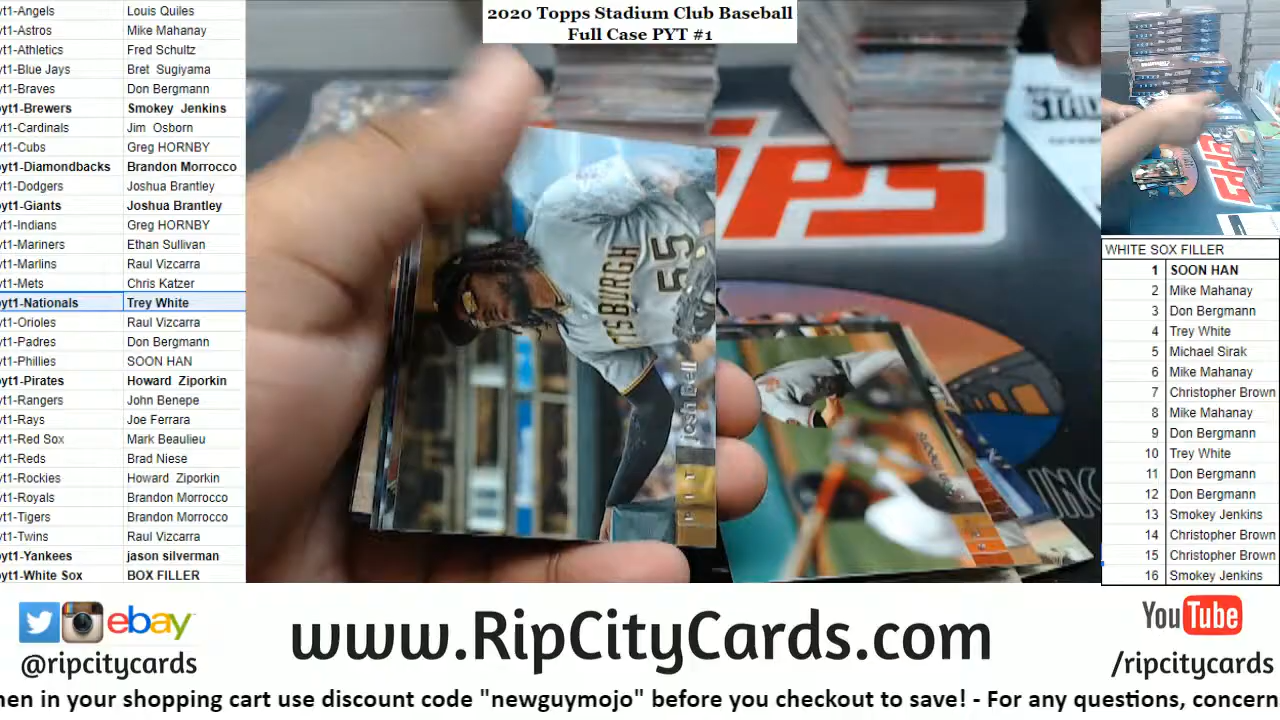 2020 Topps Stadium Club Baseball
Full Case PYT #1
yt1-Angels Louis Quiles
yt1-Astros Mike Mahanay
yt1-Athletics Fred Schultz
yt1-Blue Jays Bret Sugiyama
yt1-Braves Don Bergmann
yt1-Brewers Smokey Jenkins
yt1-Cardinals Jim Osborn
yt1-Cubs Greg HORNBY
yt1-Diamondbacks Brandon Morrocco
yt1-Dodgers Joshua Brantley
yt1-Giants Joshua Brantley
yt1-Indians Greg HORNBY
yt1-Mariners Ethan Sullivan
yt1-Marlins Raul Vizcarra
yt1-Mets Chris Katzer
yt1-Nationals Trey White
yt1-Orioles Raul Vizcarra
yt1-Padres Don Bergmann
yt1-Phillies SOON HAN
yt1-Pirates Howard Ziporkin
yt1-Rangers John Benepe
yt1-Rays Joe Ferrara
yt1-Red Sox Mark Beaulieu
yt1-Reds Brad Niese
yt1-Rockies Howard Ziporkin
yt1-Royals Brandon Morrocco
yt1-Tigers Brandon Morrocco
yt1-Twins Raul Vizcarra
yt1-Yankees jason silverman
yt1-White Sox BOX FILLER
PITTSBURGH
55
Josh Bell
PIT
WHITE SOX FILLER
1 SOON HAN
2 Mike Mahanay
3 Don Bergmann
4 Trey White
5 Michael Sirak
6 Mike Mahanay
7 Christopher Brown
8 Mike Mahanay
9 Don Bergmann
10 Trey White
11 Don Bergmann
12 Don Bergmann
13 Smokey Jenkins
14 Christopher Brown
15 Christopher Brown
16 Smokey Jenkins
ebay
@ripcitycards
www.RipCityCards.com
YouTube
/ripcitycards
hen in your shopping cart use discount code "newguymojo" before you checkout to save! - For any questions, concern